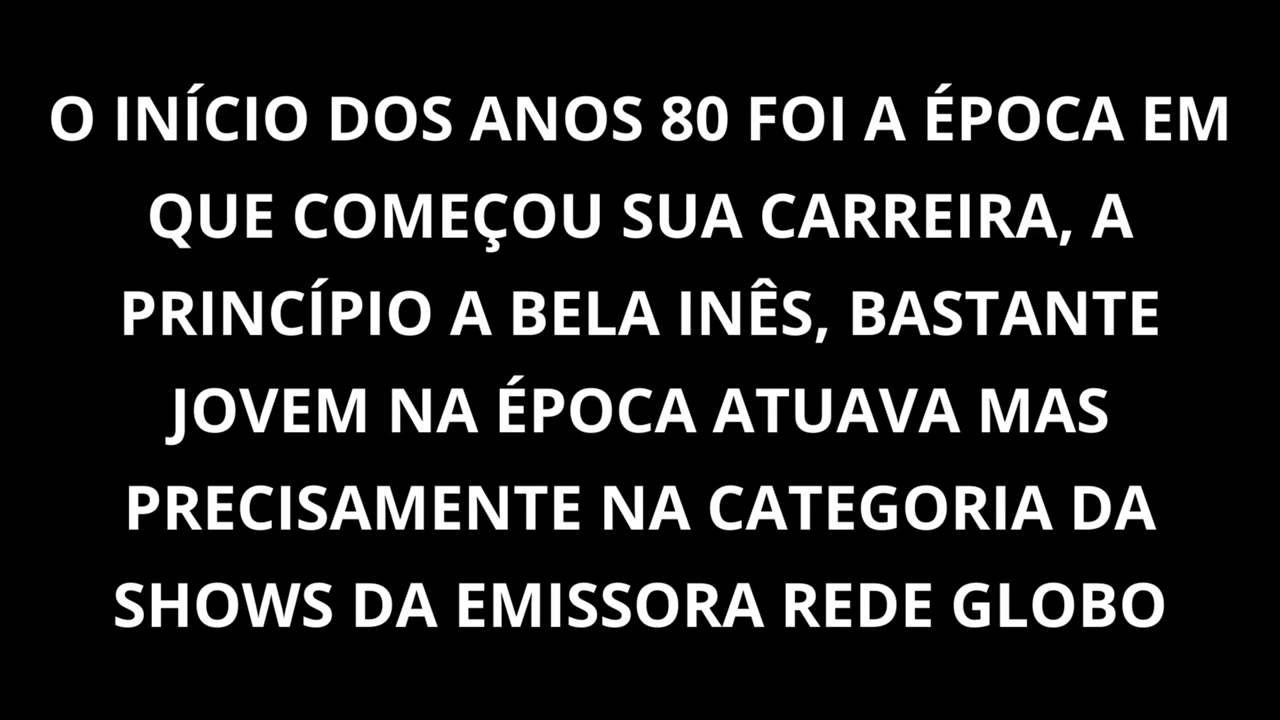 O INÍCIO DOS ANOS 80 FOI A ÉPOCA EM
QUE COMEÇOU SUA CARREIRA, A
PRINCÍPIO A BELA INÊS, BASTANTE
JOVEM NA ÉPOCA ATUAVA MAS
PRECISAMENTE NA CATEGORIA DA
SHOWS DA EMISSORA REDE GLOBO